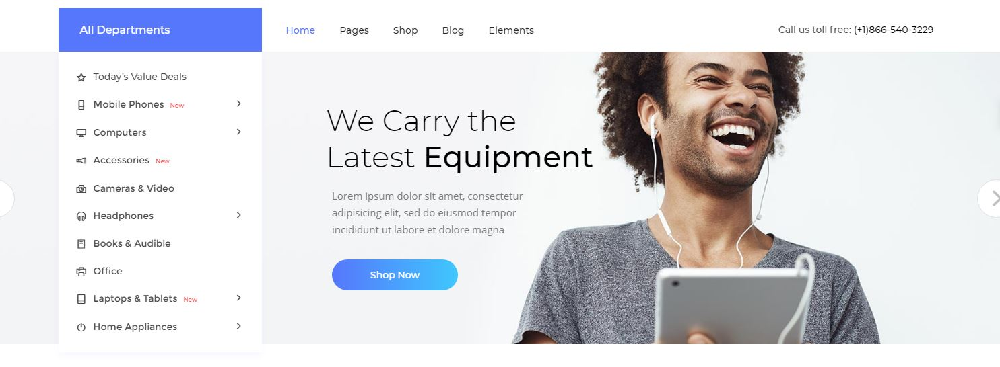 All Departments
Home Pages Shop Blog Elements
Call us toll free: (+1)866-540-3229
Today’s Value Deals
Mobile Phones New
Computers
Accessories New
Cameras & Video
Headphones
Books & Audible
Office
Laptops & Tablets New
Home Appliances
We Carry the
Latest Equipment
Lorem ipsum dolor sit amet, consectetur
adipisicing elit, sed do eiusmod tempor
incididunt ut labore et dolore magna
Shop Now